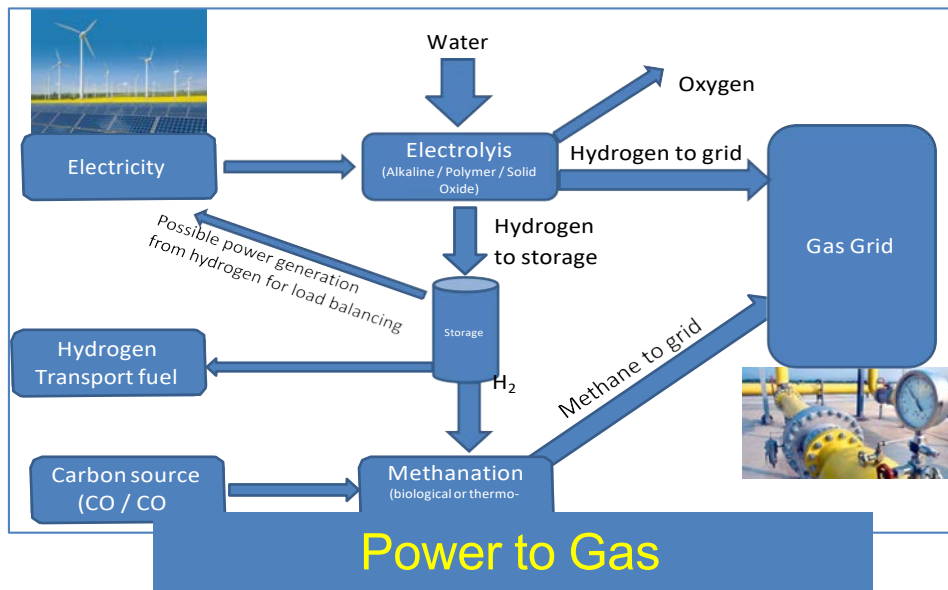 Water
Oxygen
Electrolyis
(Alkaline / Polymer / Solid
Oxide)
Electricity
Hydrogen to grid
Hydrogen
to storage
Gas Grid
Possible power generation
from hydrogen for load balancing
Storage
Hydrogen
Transport fuel
H₂
Methane to grid
Carbon source
(CO / CO
Methanation
(biological or thermo-
Power to Gas